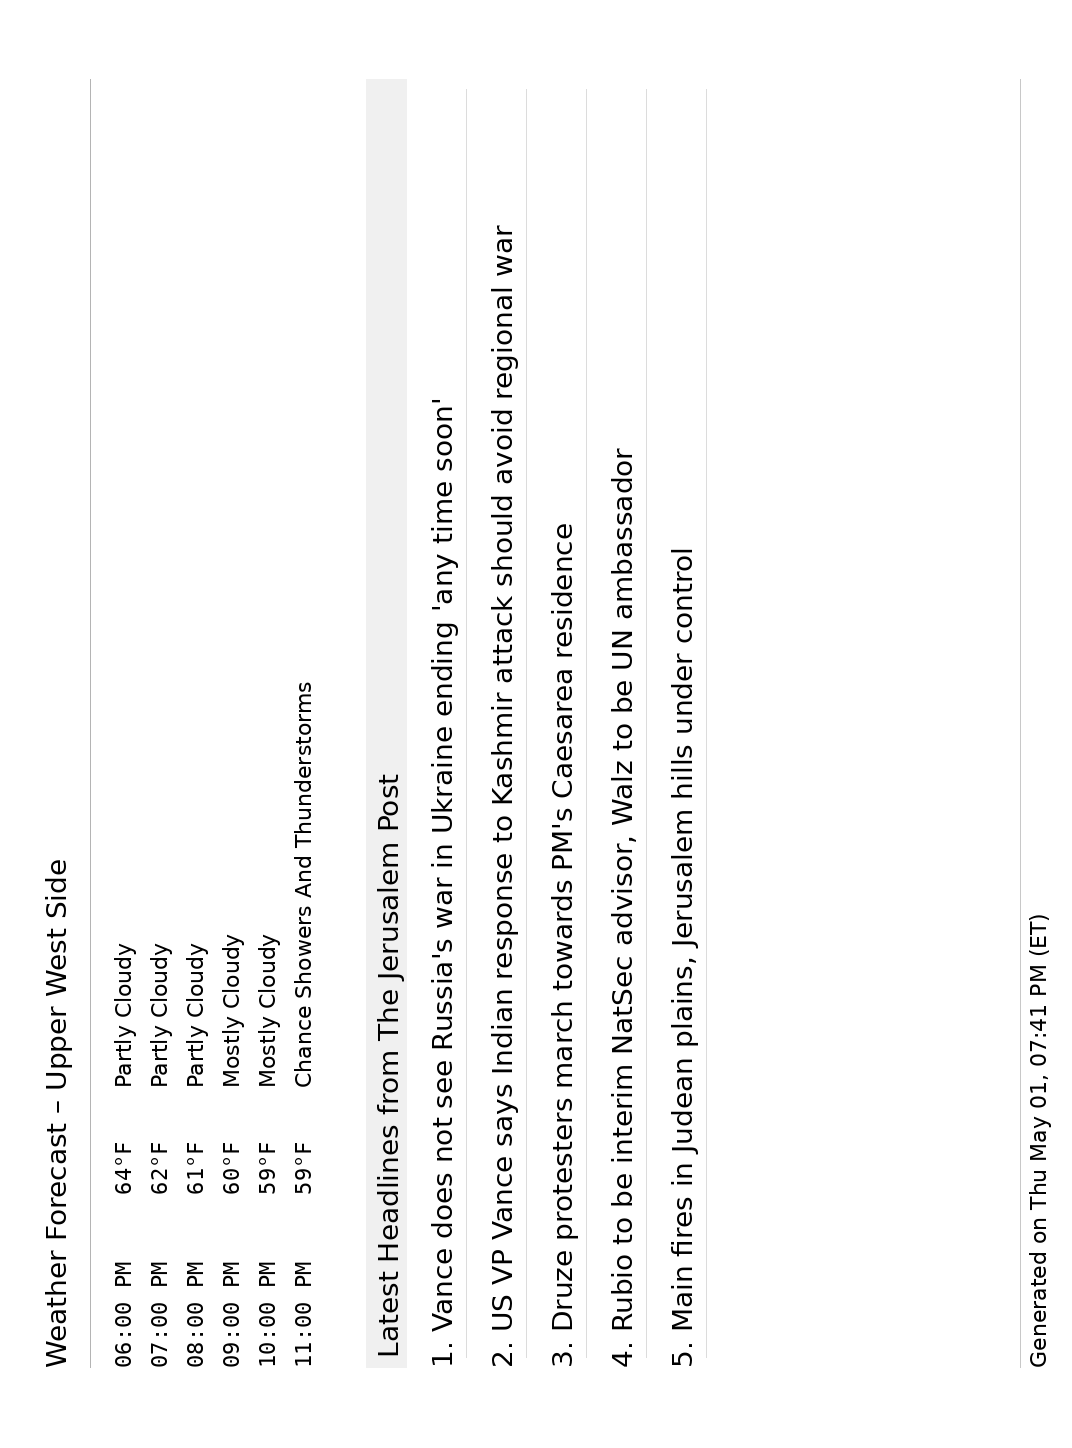 Weather Forecast – Upper West Side
06:00 PM 64°F Partly Cloudy
07:00 PM 62°F Partly Cloudy
08:00 PM 61°F Partly Cloudy
09:00 PM 60°F Mostly Cloudy
10:00 PM 59°F Mostly Cloudy
11:00 PM 59°F Chance Showers And Thunderstorms
Latest Headlines from The Jerusalem Post
1. Vance does not see Russia's war in Ukraine ending 'any time soon'
2. US VP Vance says Indian response to Kashmir attack should avoid regional war
3. Druze protesters march towards PM's Caesarea residence
4. Rubio to be interim NatSec advisor, Walz to be UN ambassador
5. Main fires in Judean plains, Jerusalem hills under control
Generated on Thu May 01, 07:41 PM (ET)